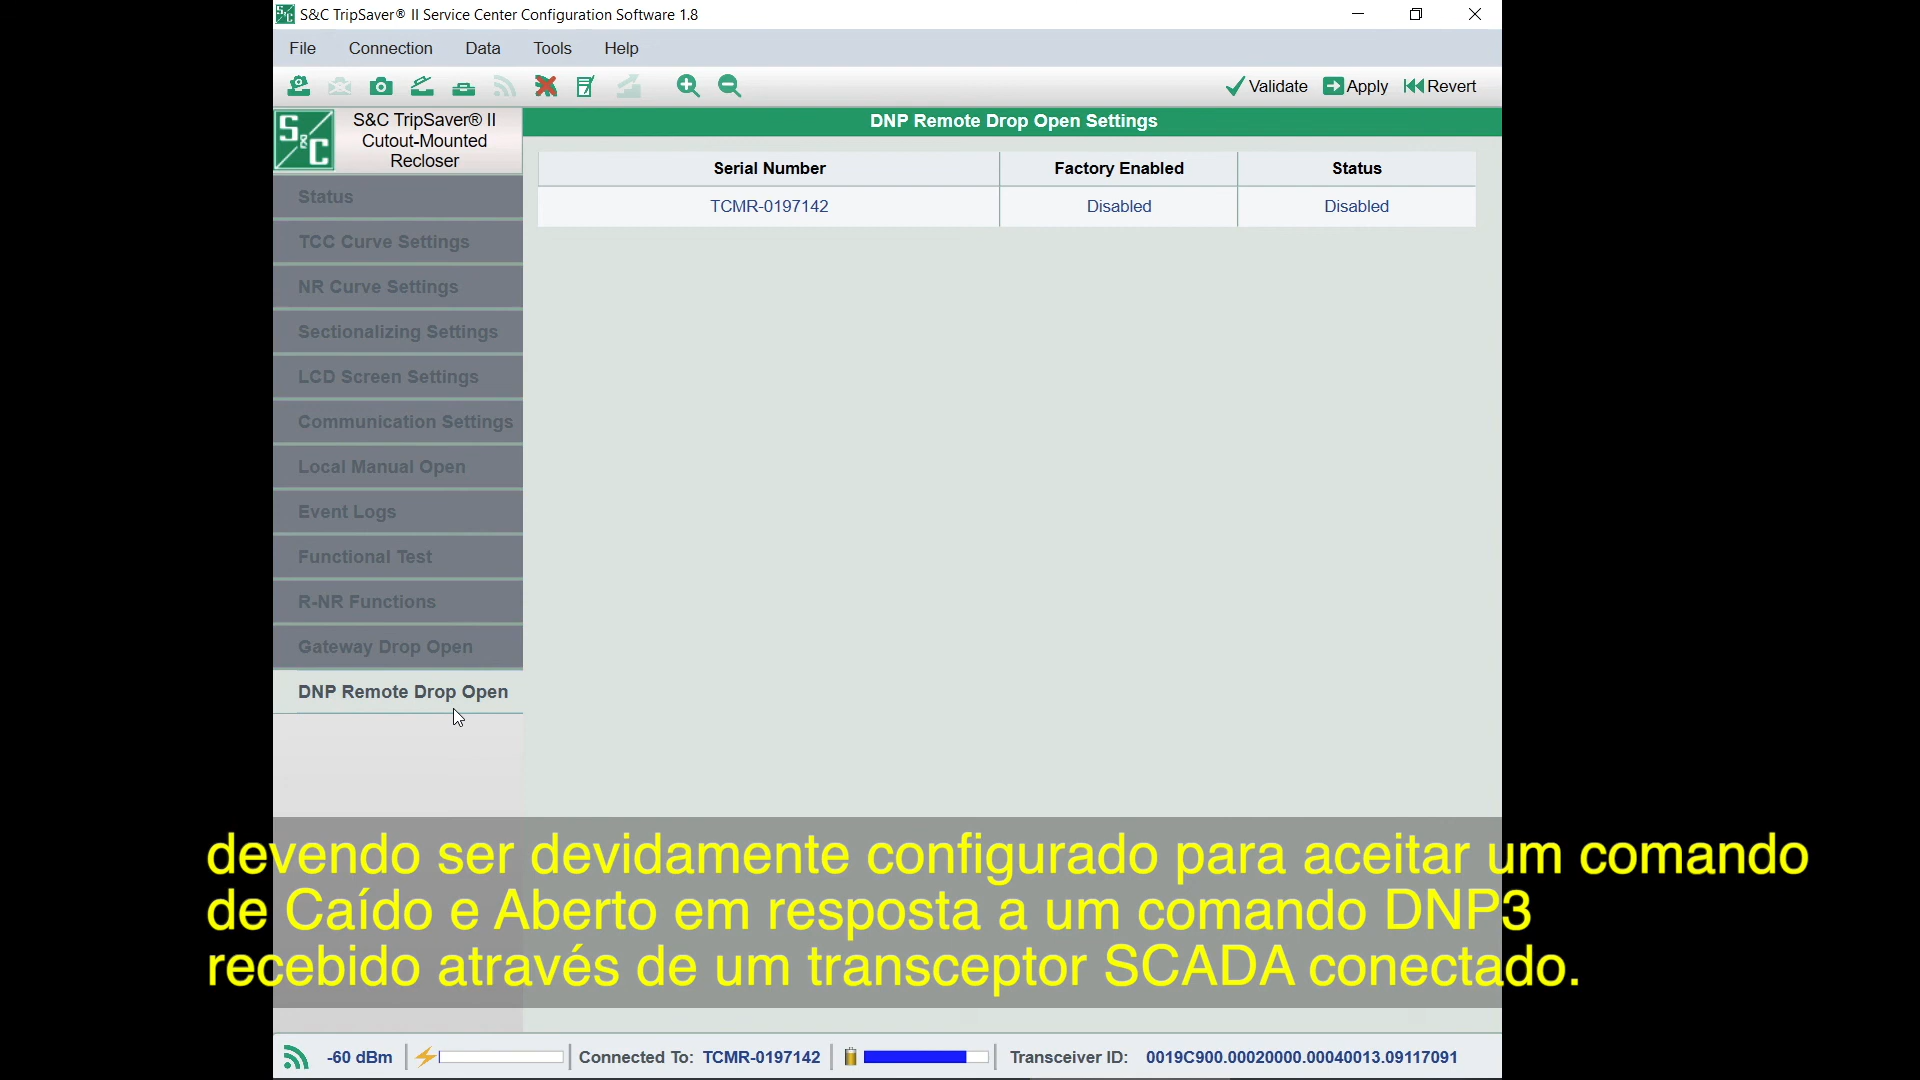 S&C TripSaver® II Service Center Configuration Software 1.8
File Connection Data Tools Help
Validate Apply Revert
S&C
S&C TripSaver® II
Cutout-Mounted
Recloser
DNP Remote Drop Open Settings
Serial Number Factory Enabled Status
TCMR-0197142 Disabled Disabled
Status
TCC Curve Settings
NR Curve Settings
Sectionalizing Settings
LCD Screen Settings
Communication Settings
Local Manual Open
Event Logs
Functional Test
R-NR Functions
Gateway Drop Open
DNP Remote Drop Open
devendo ser devidamente configurado para aceitar um comando
de Caído e Aberto em resposta a um comando DNP3
recebido através de um transceptor SCADA conectado.
-60 dBm Connected To: TCMR-0197142 Transceiver ID: 0019C900.00020000.00040013.09117091